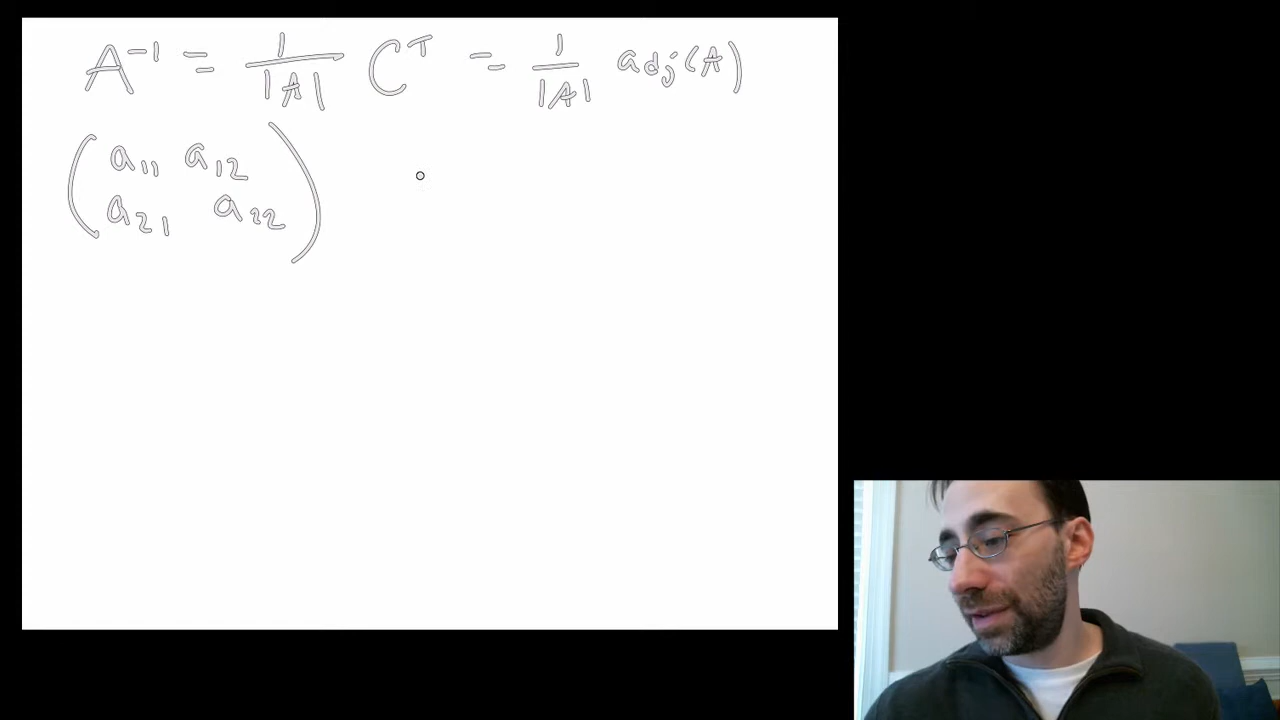 A⁻¹ = 1/|A| Cᵀ = 1/|A| adj(A)
( a₁₁ a₁₂
a₂₁ a₂₂ )